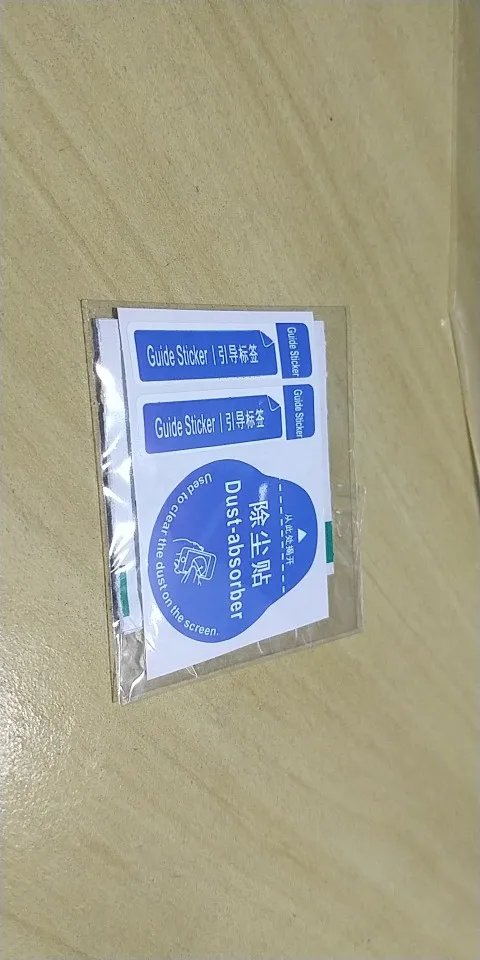 Guide Sticker | 引导标签
Guide Sticker
Guide Sticker | 引导标签
Guide Sticker
从此处揭开
除尘贴
Dust-absorber
Used to clear the dust on the screen.